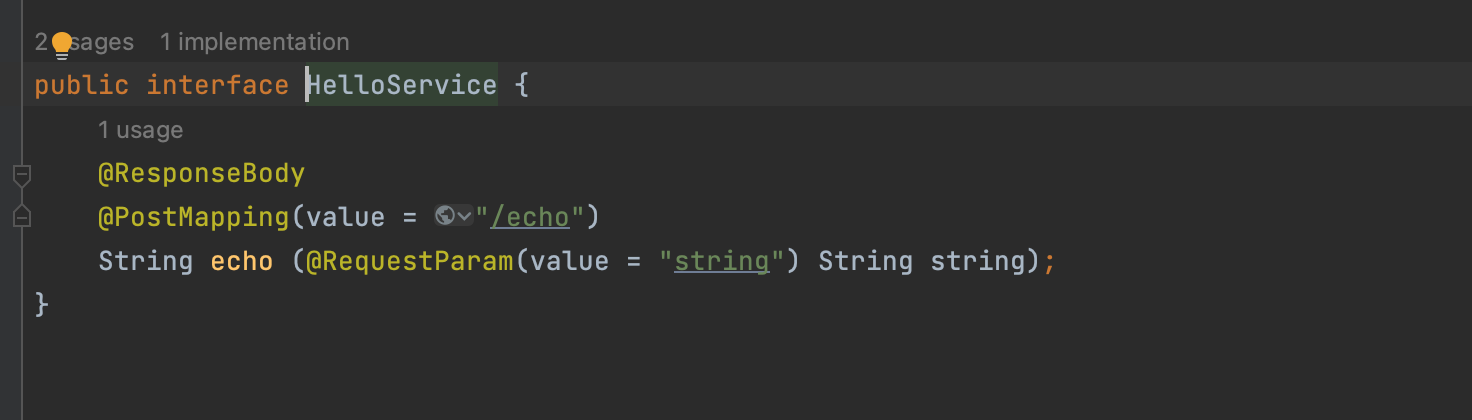 2 usages 1 implementation
public interface HelloService {
1 usage
@ResponseBody
@PostMapping(value = "/echo")
String echo (@RequestParam(value = "string") String string);
}